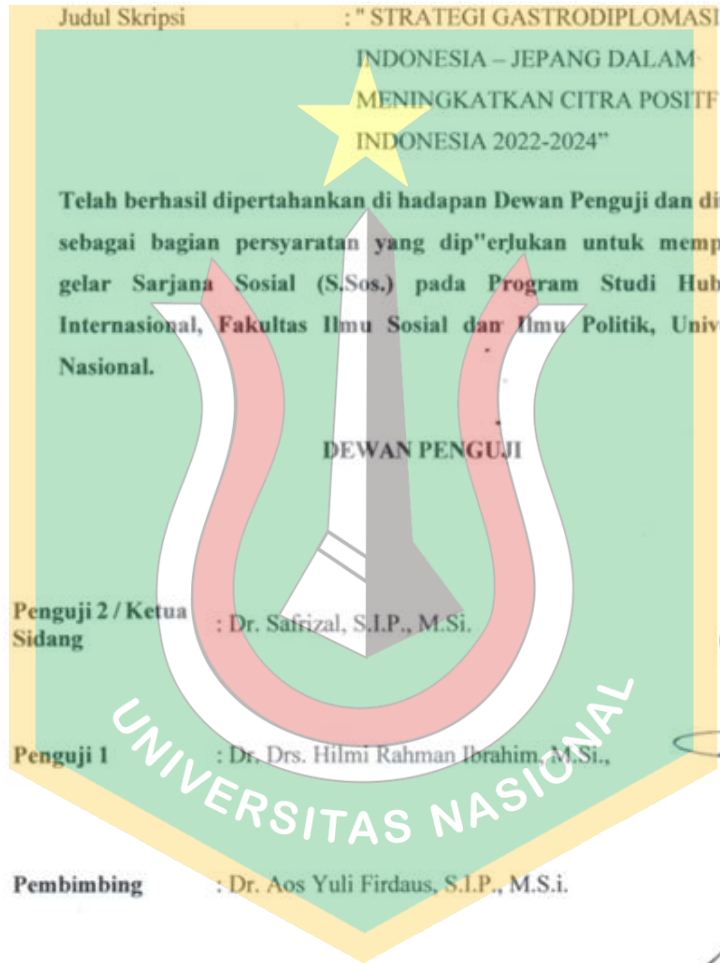 Judul Skripsi : " STRATEGI GASTRODIPLOMASI
INDONESIA – JEPANG DALAM
MENINGKATKAN CITRA POSITF
INDONESIA 2022-2024”
Telah berhasil dipertahankan di hadapan Dewan Penguji dan di
sebagai bagian persyaratan yang dip"erlukan untuk memp
gelar Sarjana Sosial (S.Sos.) pada Program Studi Hub
Internasional, Fakultas Ilmu Sosial dan Ilmu Politik, Univ
Nasional.
DEWAN PENGUJI
Penguji 2 / Ketua
Sidang : Dr. Safrizal, S.I.P., M.Si.
Penguji 1 : Dr. Drs. Hilmi Rahman Ibrahim, M.Si.,
UNIVERSITAS NASIONAL
Pembimbing : Dr. Aos Yuli Firdaus, S.I.P., M.S.i.